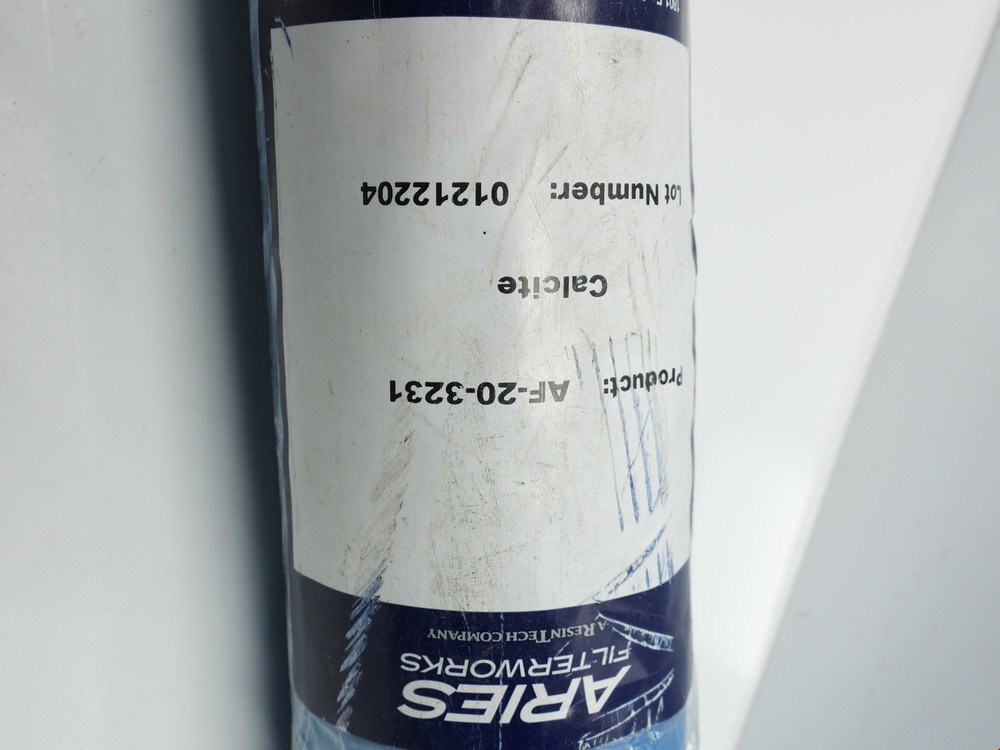 ARIES
FILTERWORKS
A RESINTECH COMPANY
Product: AF-20-3231
Calcite
Lot Number: 01212204